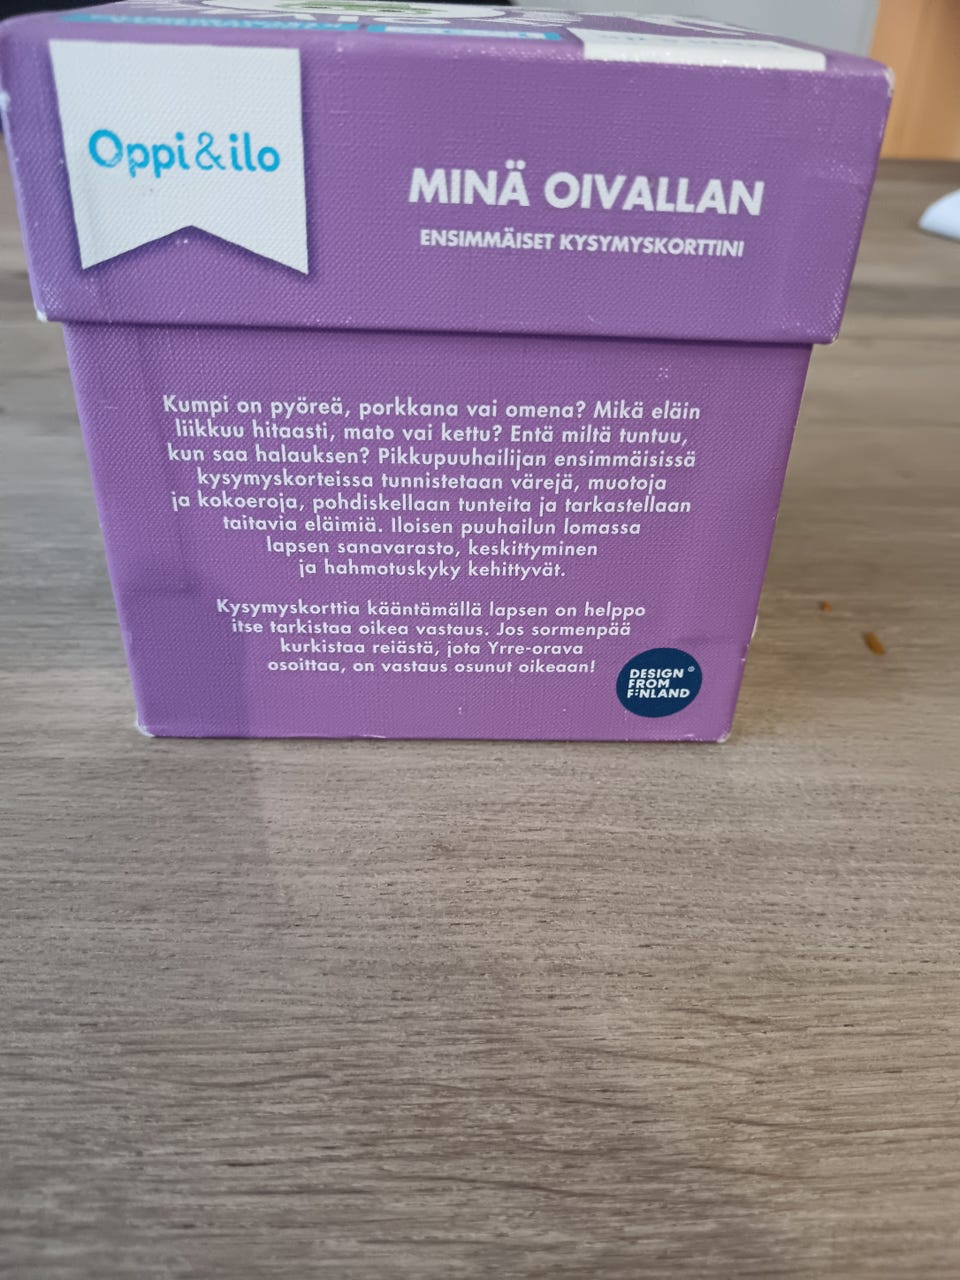 Oppi&ilo
MINÄ OIVALLAN
ENSIMMÄISET KYSYMYSKORTTINI
Kumpi on pyöreä, porkkana vai omena? Mikä eläin
liikkuu hitaasti, mato vai kettu? Entä miltä tuntuu,
kun saa halauksen? Pikkupuuhailijan ensimmäisissä
kysymyskorteissa tunnistetaan värejä, muotoja
ja kokoeroja, pohdiskellaan tunteita ja tarkastellaan
taitavia eläimiä. Iloisen puuhailun lomassa
lapsen sanavarasto, keskittyminen
ja hahmotuskyky kehittyvät.
Kysymyskorttia kääntämällä lapsen on helppo
itse tarkistaa oikea vastaus. Jos sormenpää
kurkistaa reiästä, jota Yrre-orava
osoittaa, on vastaus osunut oikeaan!
DESIGN ®
FROM
FINLAND